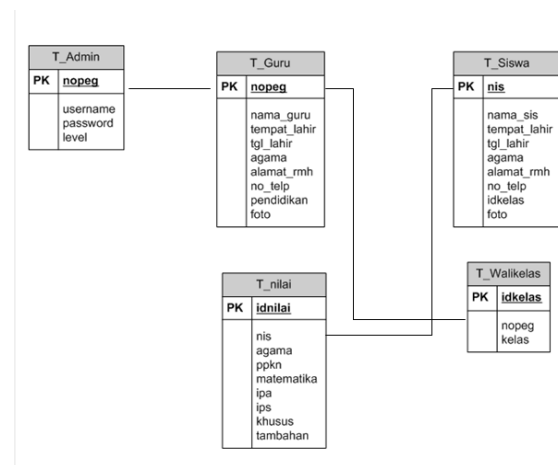 T_Admin
PK nopeg
username
password
level
T_Guru
PK nopeg
nama_guru
tempat_lahir
tgl_lahir
agama
alamat_rmh
no_telp
pendidikan
foto
T_Siswa
PK nis
nama_sis
tempat_lahir
tgl_lahir
agama
alamat_rmh
no_telp
idkelas
foto
T_nilai
PK idnilai
nis
agama
ppkn
matematika
ipa
ips
khusus
tambahan
T_Walikelas
PK idkelas
nopeg
kelas